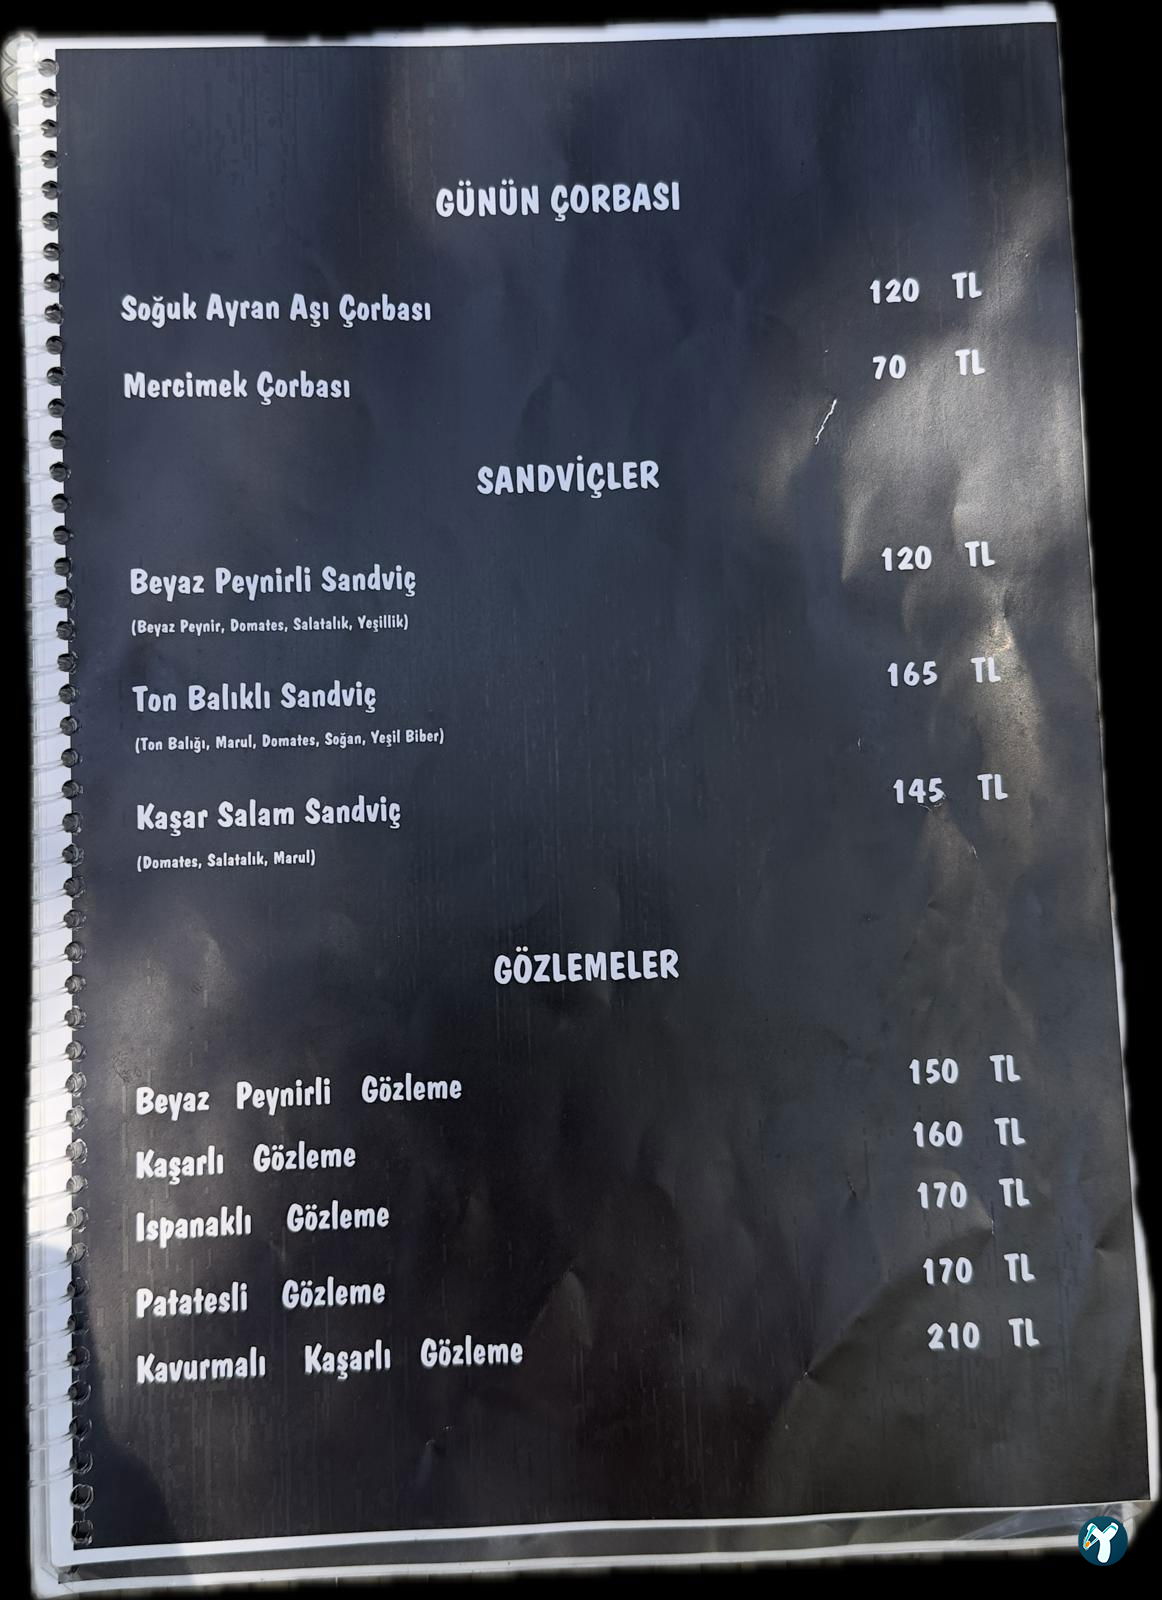 GÜNÜN ÇORBASI
Soğuk Ayran Aşı Çorbası 120 TL
Mercimek Çorbası 70 TL
SANDVİÇLER
Beyaz Peynirli Sandviç 120 TL
(Beyaz Peynir, Domates, Salatalık, Yeşillik)
Ton Balıklı Sandviç 165 TL
(Ton Balığı, Marul, Domates, Soğan, Yeşil Biber)
Kaşar Salam Sandviç 145 TL
(Domates, Salatalık, Marul)
GÖZLEMELER
Beyaz Peynirli Gözleme 150 TL
Kaşarlı Gözleme 160 TL
Ispanaklı Gözleme 170 TL
Patatesli Gözleme 170 TL
Kavurmalı Kaşarlı Gözleme 210 TL